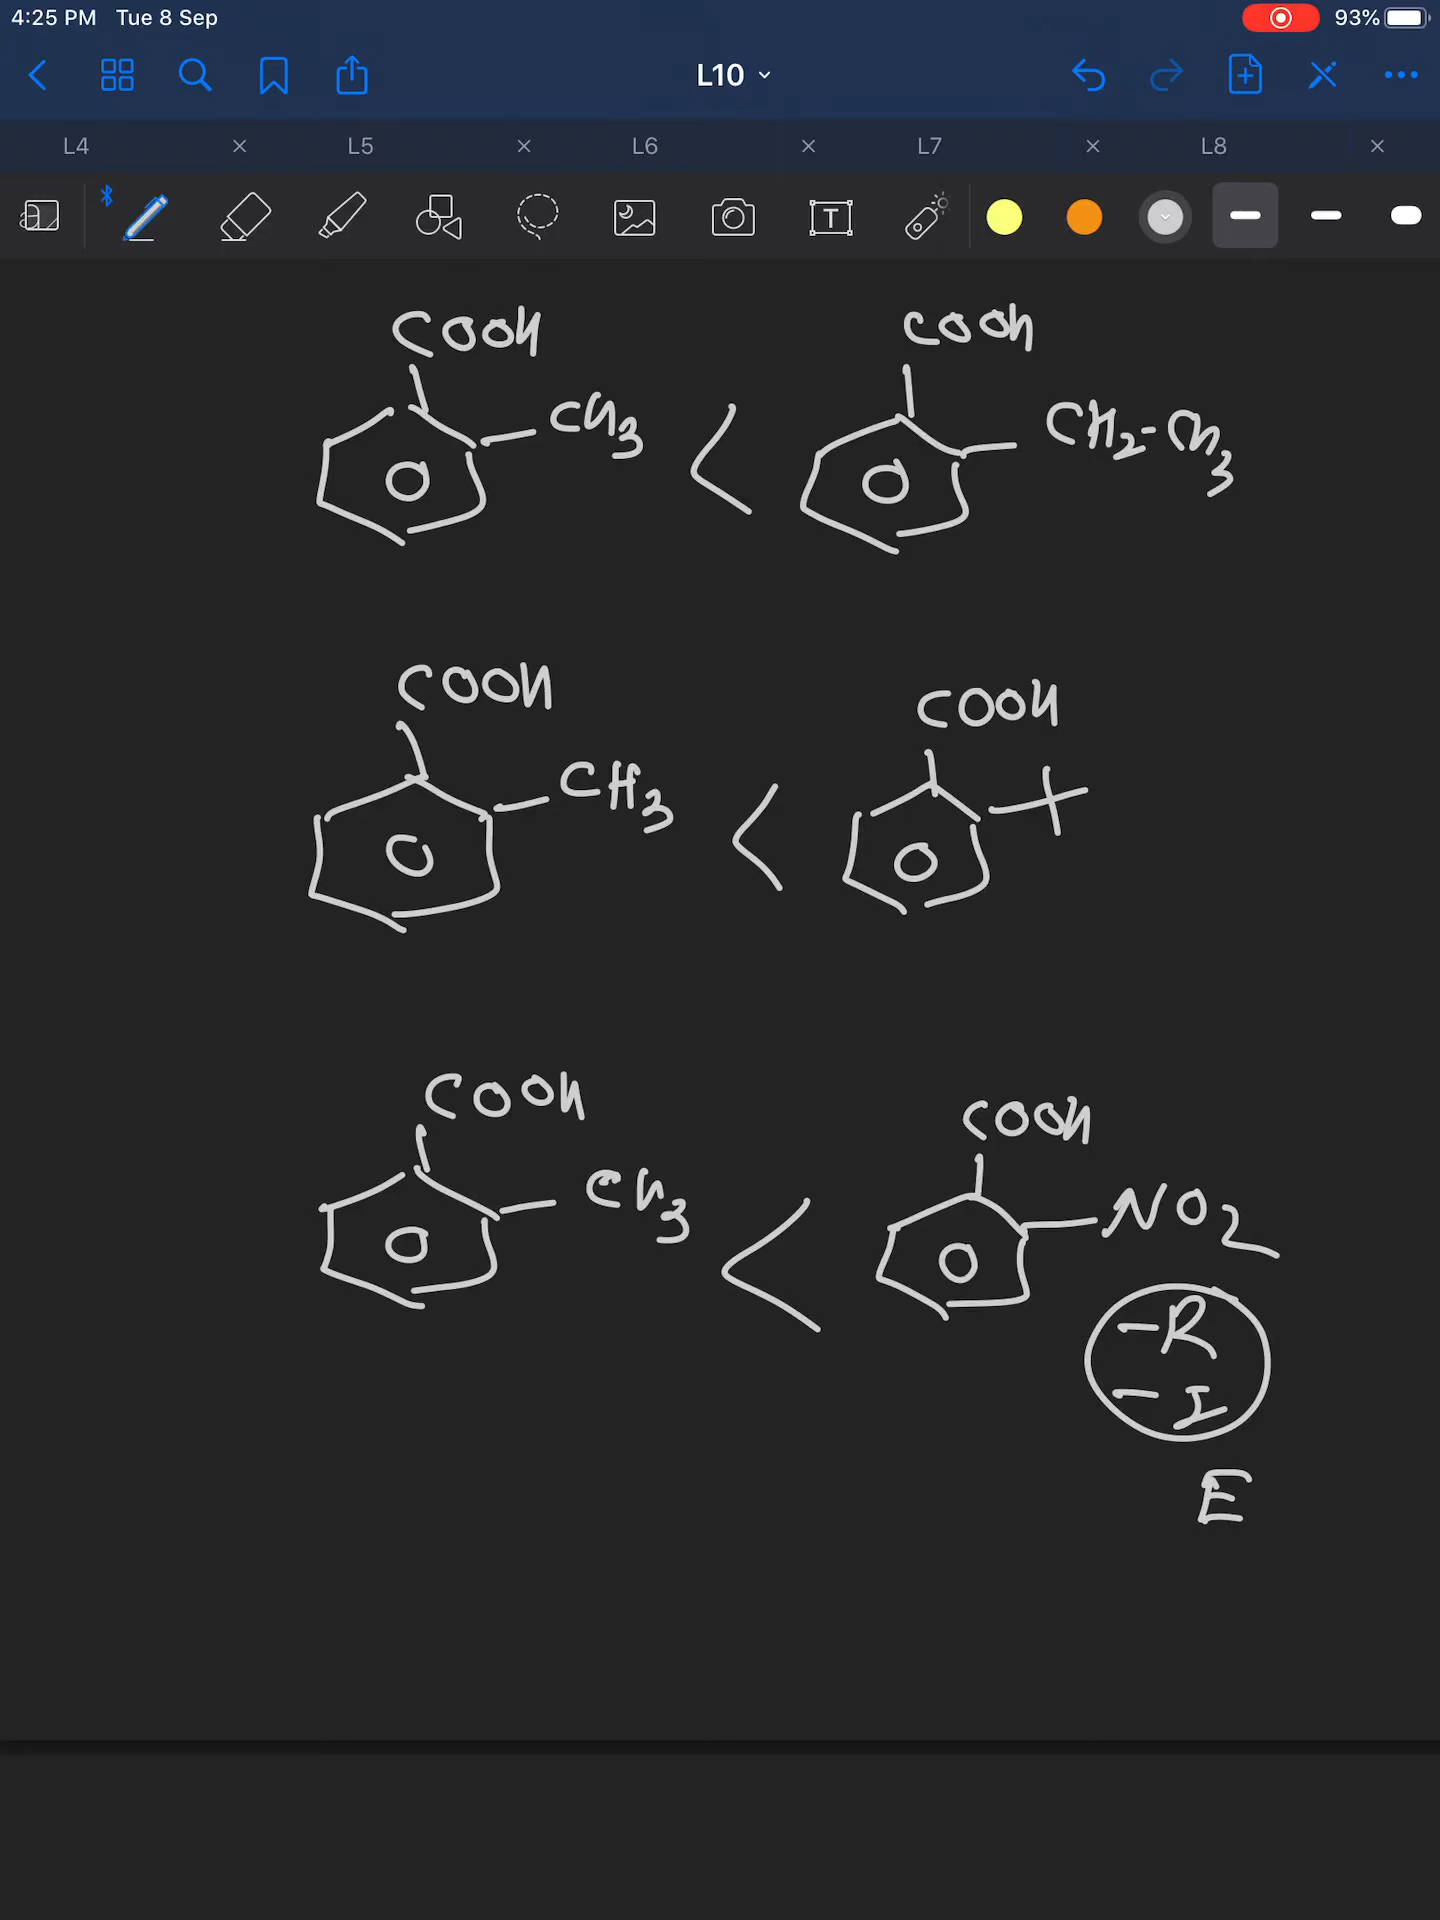 4:25 PM Tue 8 Sep 93%
L10
L4 × L5 × L6 × L7 × L8 ×
T
COOH COOH
CH3 < CH2-CH3
COOH COOH
CH3 <
COOH COOH
CH3 < NO2
-R
-I
E